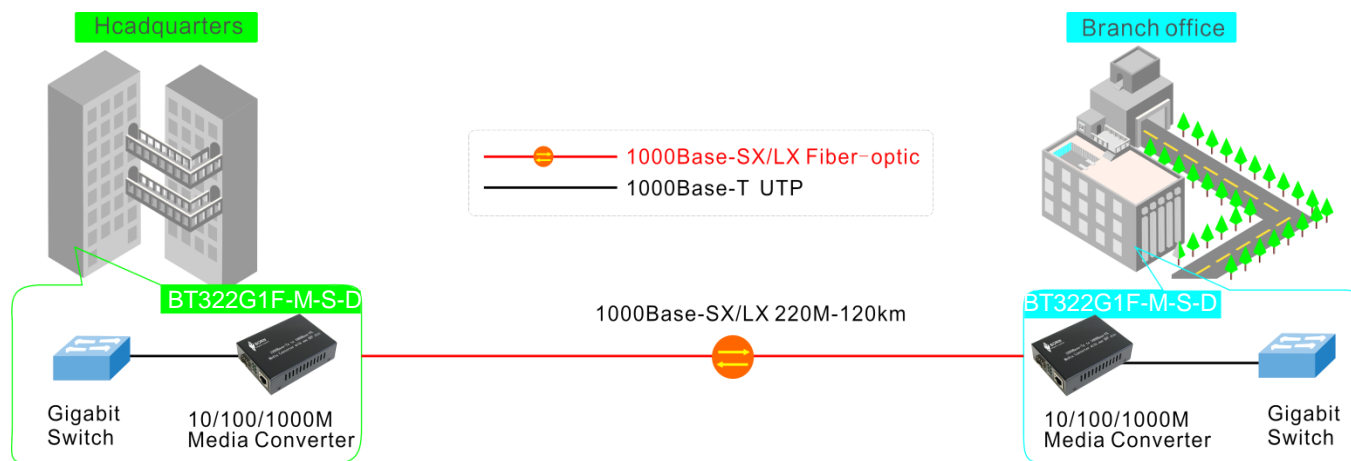 Hcadquarters
Branch office
1000Base-SX/LX Fiber-optic
1000Base-T UTP
BT322G1F-M-S-D
BT322G1F-M-S-D
1000Base-SX/LX 220M-120km
Gigabit
Switch
10/100/1000M
Media Converter
10/100/1000M
Media Converter
Gigabit
Switch